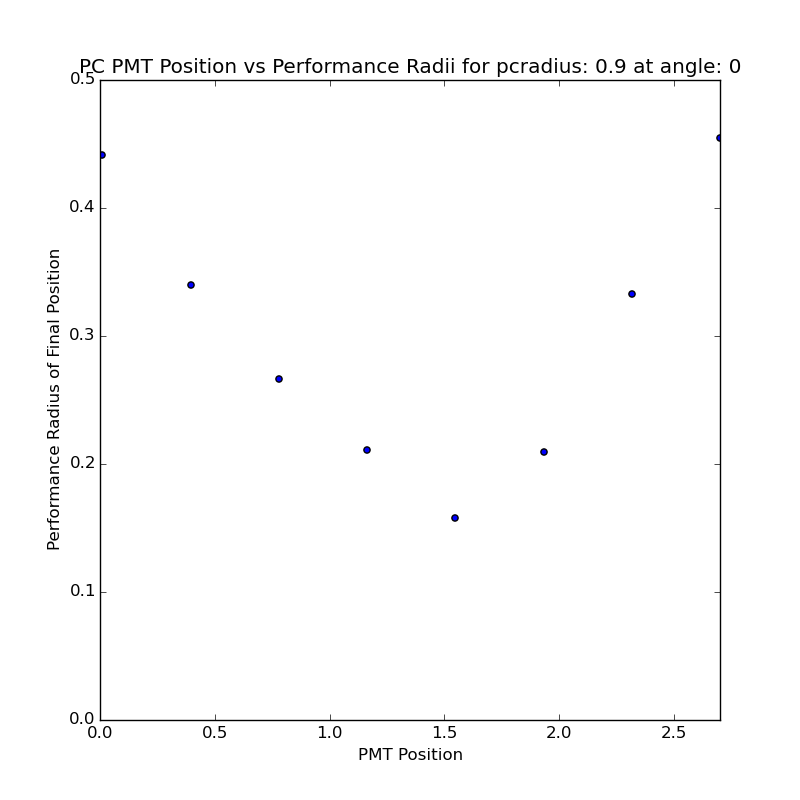 PC PMT Position vs Performance Radii for pcradius: 0.9 at angle: 0
0.5
0.4
0.3
0.2
0.1
0.0
Performance Radius of Final Position
0.0 0.5 1.0 1.5 2.0 2.5
PMT Position